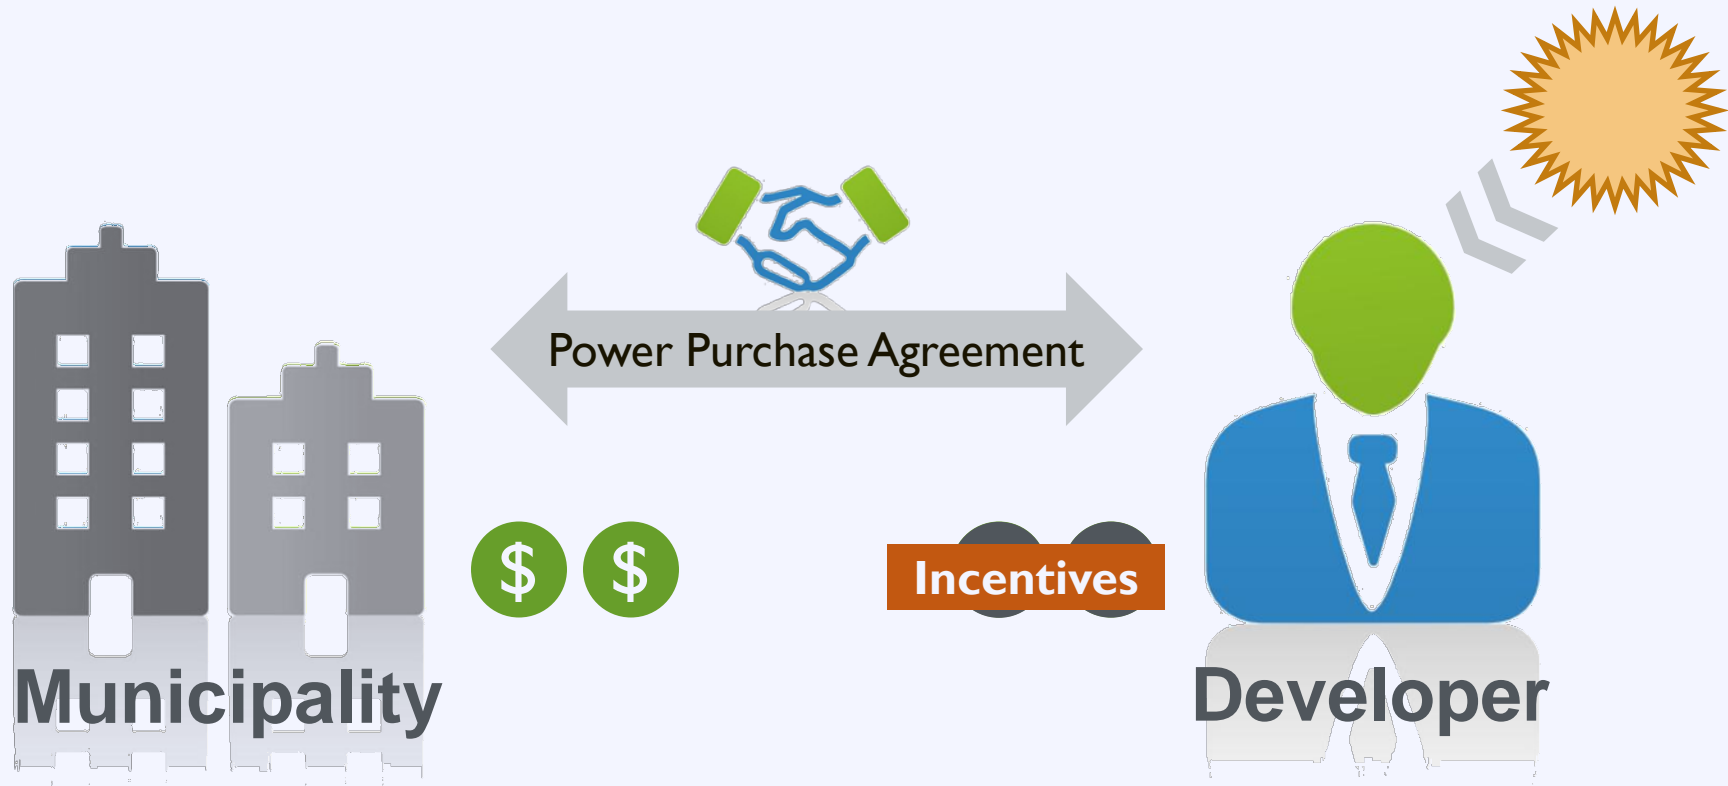 Power Purchase Agreement
$ $
Incentives
Municipality
Developer